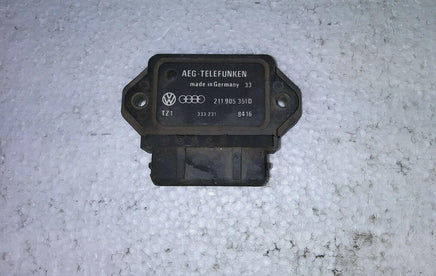 AEG-TELEFUNKEN
made in Germany 33
211 905 351D
TZ1 333 231 8416